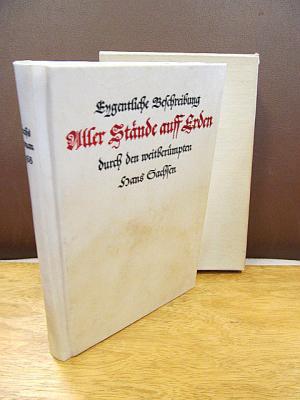 Eygentliche Beschreibung
Aller Stände auff Erden
durch den weitberümpten
Hans Sachsen